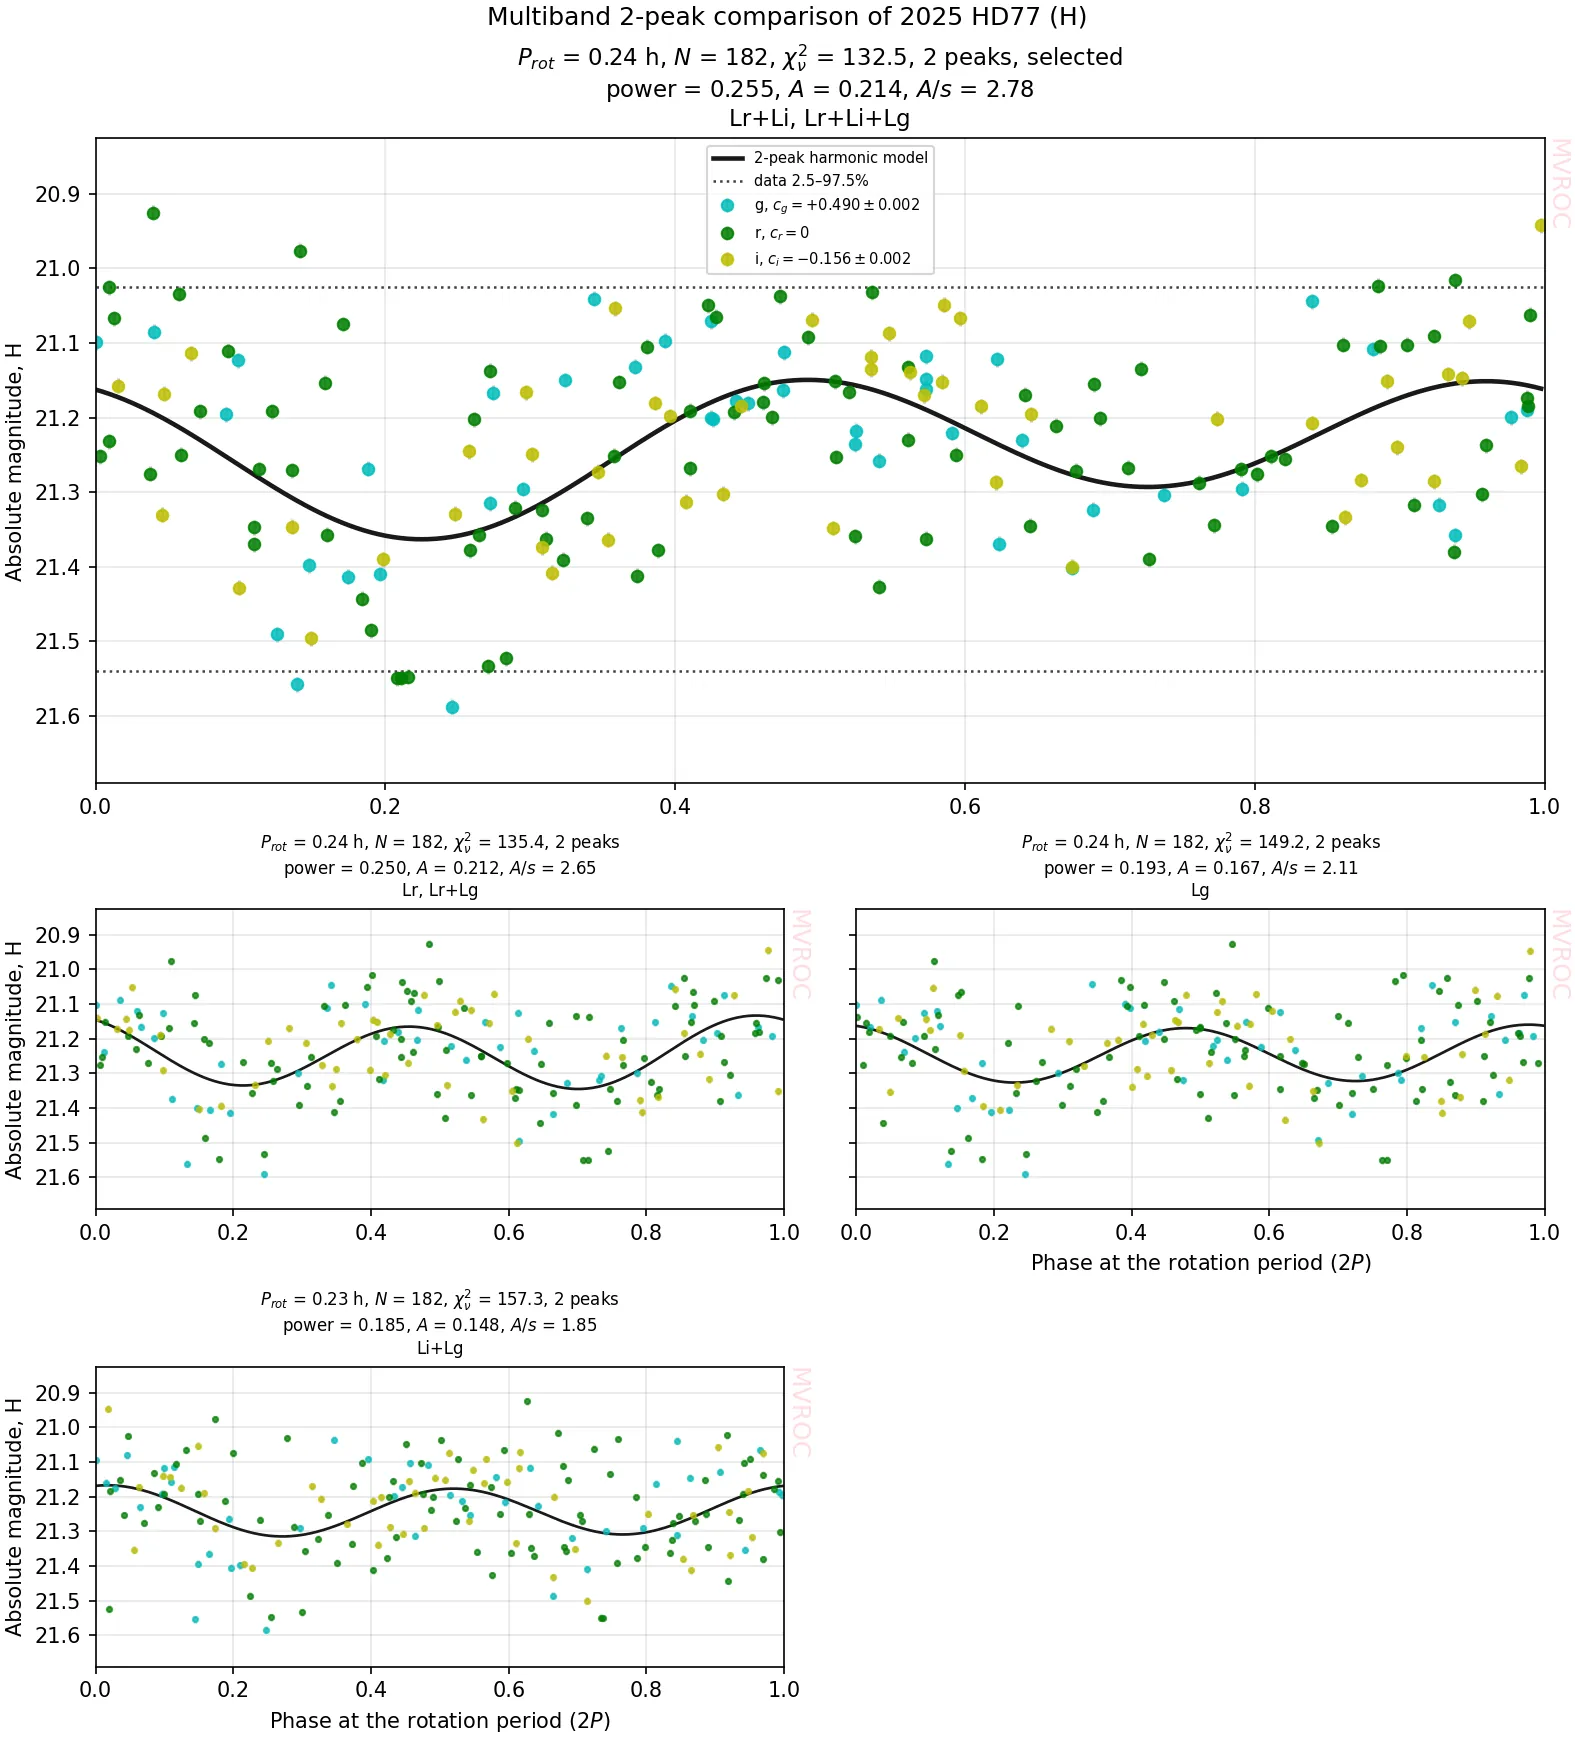 Multiband 2-peak comparison of 2025 HD77 (H)
P_rot = 0.24 h, N = 182, χ²_ν = 132.5, 2 peaks, selected
power = 0.255, A = 0.214, A/s = 2.78
Lr+Li, Lr+Li+Lg
2-peak harmonic model
data 2.5–97.5%
g, c_g = +0.490 ± 0.002
r, c_r = 0
i, c_i = −0.156 ± 0.002
Absolute magnitude, H
20.9
21.0
21.1
21.2
21.3
21.4
21.5
21.6
0.0 0.2 0.4 0.6 0.8 1.0
MVROC
P_rot = 0.24 h, N = 182, χ²_ν = 135.4, 2 peaks
power = 0.250, A = 0.212, A/s = 2.65
Lr, Lr+Lg
Absolute magnitude, H
20.9
21.0
21.1
21.2
21.3
21.4
21.5
21.6
0.0 0.2 0.4 0.6 0.8 1.0
MVROC
P_rot = 0.24 h, N = 182, χ²_ν = 149.2, 2 peaks
power = 0.193, A = 0.167, A/s = 2.11
Lg
0.0 0.2 0.4 0.6 0.8 1.0
Phase at the rotation period (2P)
MVROC
P_rot = 0.23 h, N = 182, χ²_ν = 157.3, 2 peaks
power = 0.185, A = 0.148, A/s = 1.85
Li+Lg
Absolute magnitude, H
20.9
21.0
21.1
21.2
21.3
21.4
21.5
21.6
0.0 0.2 0.4 0.6 0.8 1.0
Phase at the rotation period (2P)
MVROC